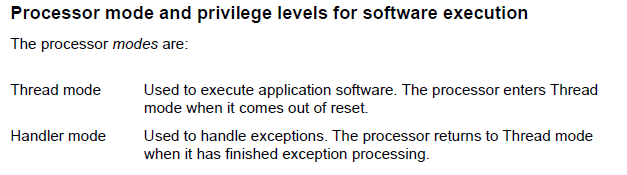 Processor mode and privilege levels for software execution
The processor modes are:
Thread mode Used to execute application software. The processor enters Thread
mode when it comes out of reset.
Handler mode Used to handle exceptions. The processor returns to Thread mode
when it has finished exception processing.